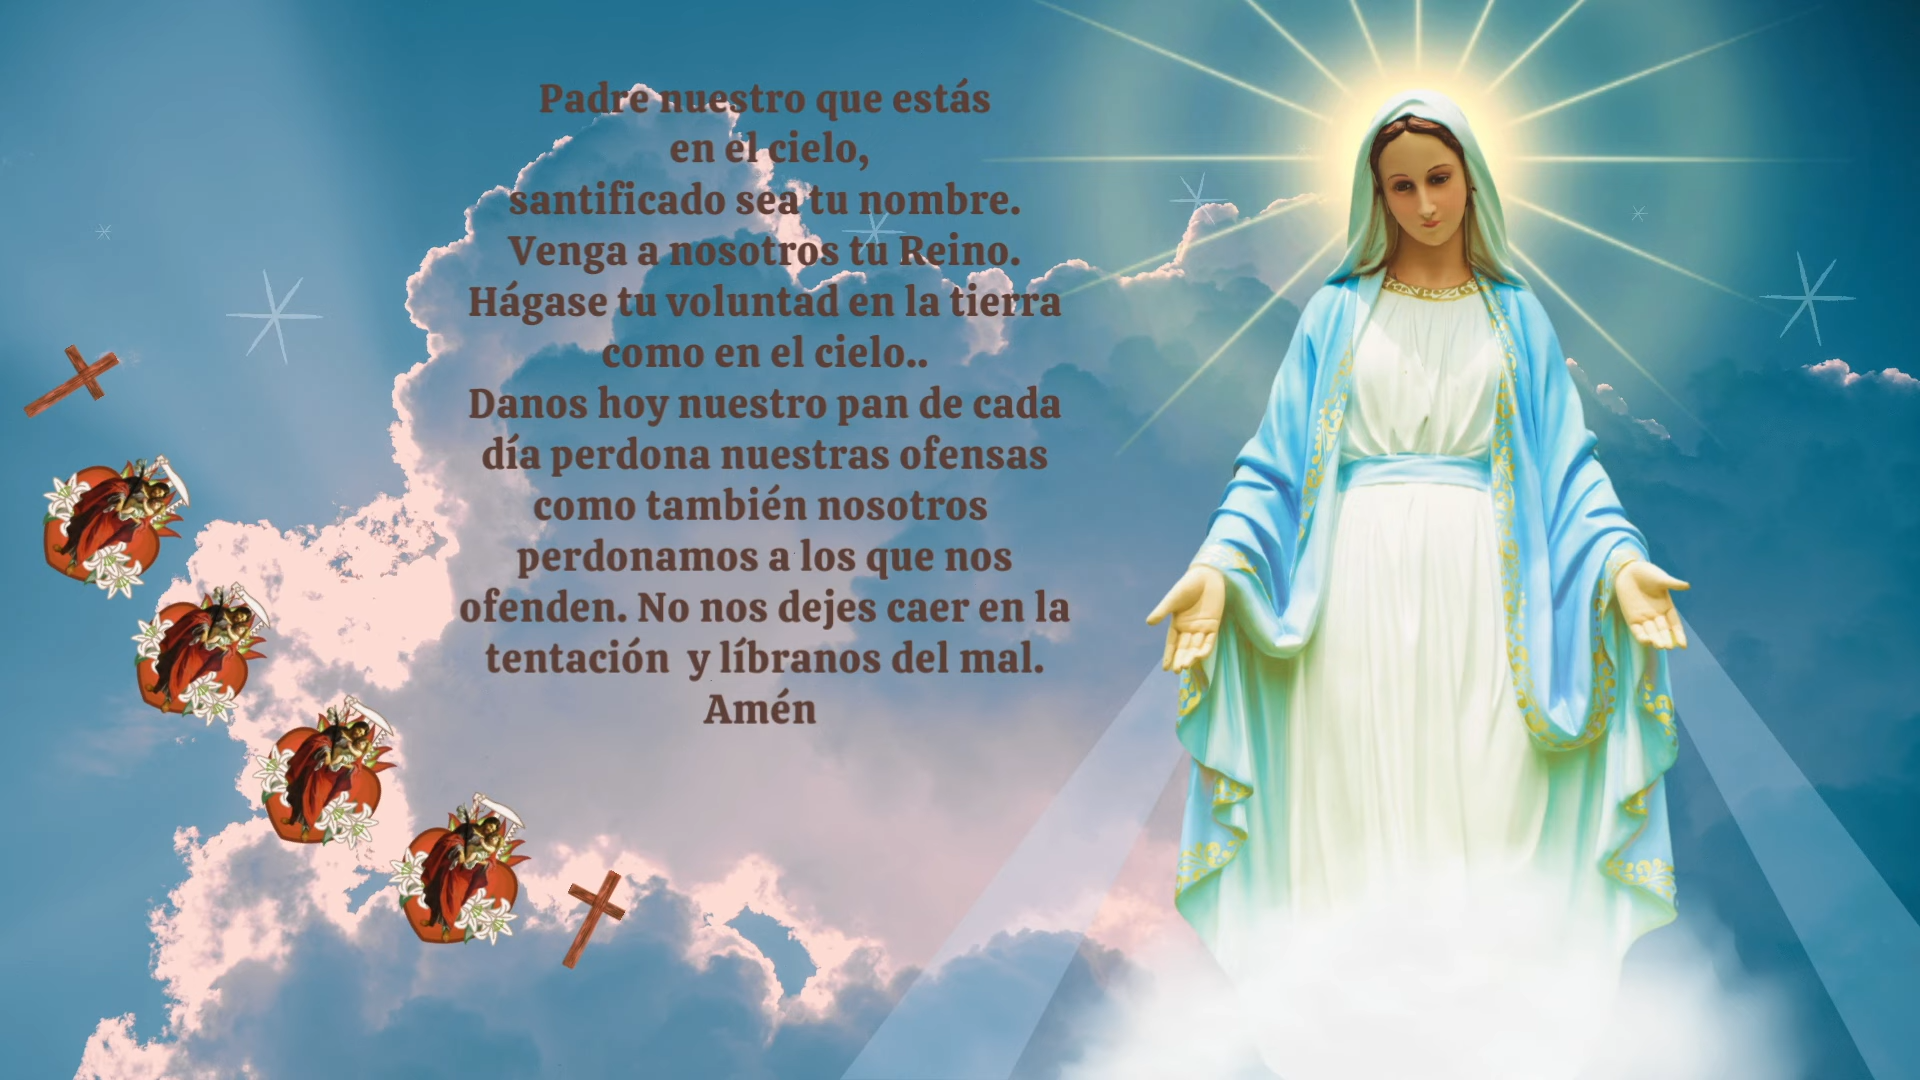 Padre nuestro que estás
en el cielo,
santificado sea tu nombre.
Venga a nosotros tu Reino.
Hágase tu voluntad en la tierra
como en el cielo..
Danos hoy nuestro pan de cada
día perdona nuestras ofensas
como también nosotros
perdonamos a los que nos
ofenden. No nos dejes caer en la
tentación y líbranos del mal.
Amén